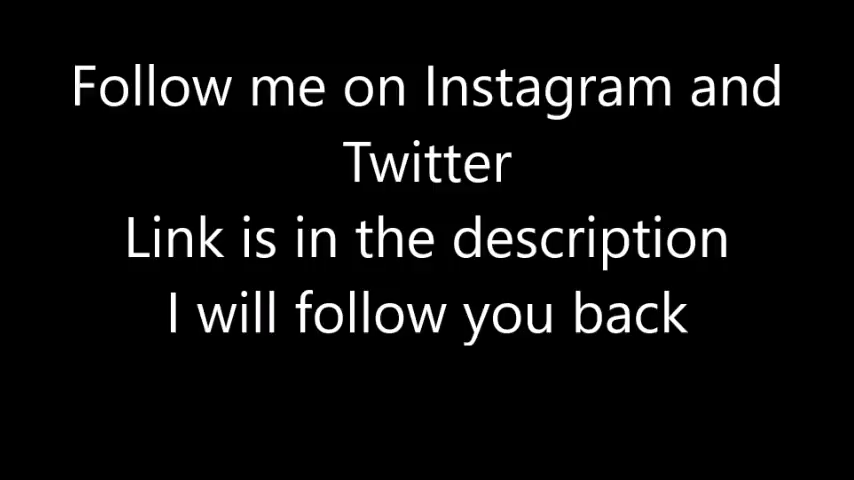 Follow me on Instagram and
Twitter
Link is in the description
I will follow you back